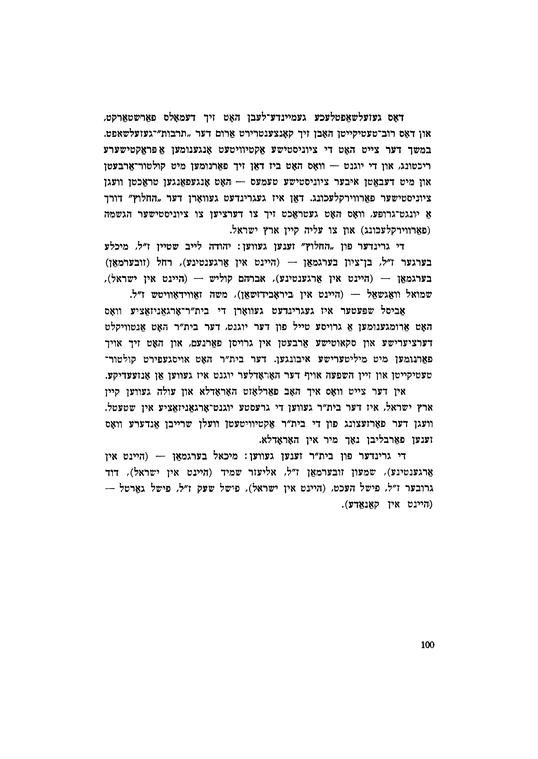 דאָס געזעלשאַפטלעכע געמיינדע־לעבן האָט זיך דעמאָלס פאַרשטאַרקט,
און דאָס רוב־טעטיקייטן האָבן זיך קאָנצענטרירט אַרום דער „תרבות״־געזעלשאַפט.
במשך דער צייט האָט די ציוניסטישע אַקטיוויטעט אָנגענומען אַ פּראַקטישערע
ריכטונג, און די יוגנט — וואָס האָט ביז דאַן זיך פאַרנומען מיט קולטור־אַרבעטן
און מיט דעבאַטן איבער ציוניסטישע טעמעס — האָט אָנגעפאַנגען טראַכטן וועגן
ציוניסטישער פאַרווירקלעכונג. דאַן איז געגרינדעט געוואָרן דער „החלוץ״ דורך
אַ יוגנט־גרופּע, וואָס האָט געטראַכט זיך צו דערציען צו ציוניסטישער הגשמה
(פאַרווירקלעכונג) און צו עליה קיין ארץ ישראל.
די גרינדער פון „החלוץ״ זענען געווען: יהודה לייב שטיין ז״ל, מיכלע
בערגער ז״ל, בן־ציון בערגמאַן — (היינט אין אַרגענטינע), רחל (זובערמאַן)
בערגמאַן — (היינט אין אַרגענטינע), אברהם קוליש — (היינט אין ישראל),
שמואל וואַגשאַל — (היינט אין ביראָבידזשאַן), משה זאַווידאָוויטש ז״ל.
אַביסל שפּעטער איז געגרינדעט געוואָרן די בית״ר־אָרגאַניזאַציע וואָס
האָט אַרומגענומען אַ גרויסע טייל פון דער יוגנט, דער בית״ר האָט אַנטוויקלט
דערציערישע און סקאוטישע אַרבעטן אין גרויסן פאַרנעם, און האָט זיך אויך
פאַרנומען מיט מיליטערישע איבונגען. דער בית״ר האָט אויסגעפירט קולטור־
טעטיקייטן און זיין השפּעה אויף דער האָראָדלער יוגנט איז געווען אַן אָנזעעדיקע.
אין דער צייט וואָס איך האָב פאַרלאָזט האָראָדלא און עולה געווען קיין
ארץ ישראל, איז דער בית״ר געווען די גרעסטע יוגנט־אָרגאַניזאַציע אין שטעטל.
וועגן דער פאָרזעצונג פון די בית״ר אַקטיוויטעטן וועלן שרייבן אַנדערע וואָס
זענען פאַרבליבן נאָך מיר אין האָראָדלא.
די גרינדער פון בית״ר זענען געווען: מיכאל בערגמאַן — (היינט אין
אַרגענטינע), שמעון זובערמאַן ז״ל, אליעזר שמיד (היינט אין ישראל), דוד
גרובער ז״ל, פישל העכט, (היינט אין ישראל), פישל שעק ז״ל, פישל גאַרטל —
(היינט אין קאַנאַדע).
100